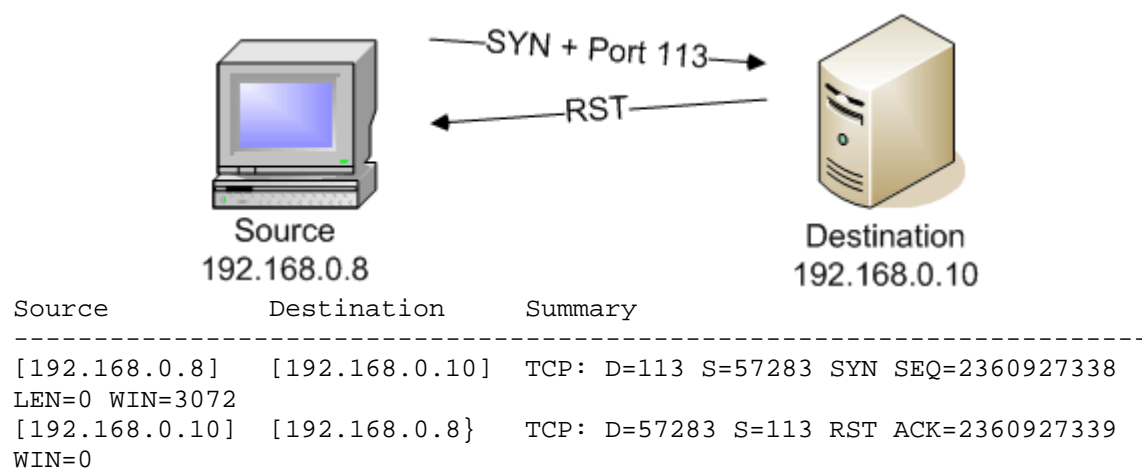 SYN + Port 113
RST
Source
192.168.0.8
Destination
192.168.0.10
Source Destination Summary
--------------------------------------------------------------------------------
[192.168.0.8] [192.168.0.10] TCP: D=113 S=57283 SYN SEQ=2360927338
LEN=0 WIN=3072
[192.168.0.10] [192.168.0.8} TCP: D=57283 S=113 RST ACK=2360927339
WIN=0